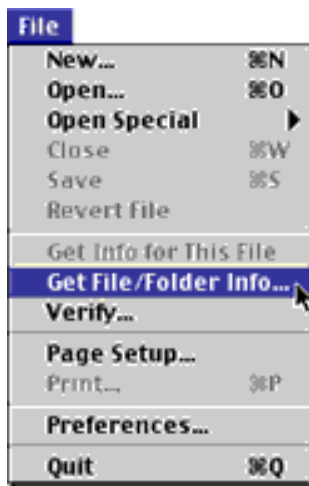 File
New... ⌘N
Open... ⌘O
Open Special
Close ⌘W
Save ⌘S
Revert File
Get Info for This File
Get File/Folder Info...
Verify...
Page Setup...
Print... ⌘P
Preferences...
Quit ⌘Q